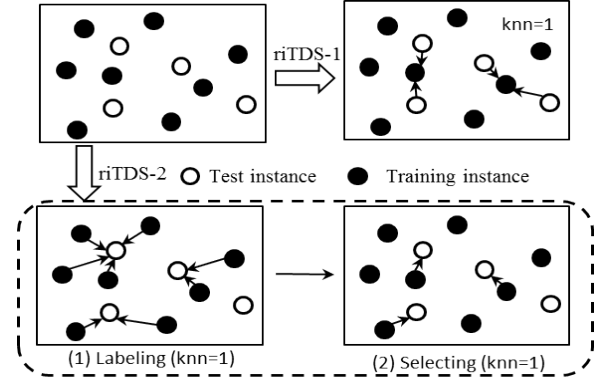 knn=1
riTDS-1
riTDS-2
Test instance
Training instance
(1) Labeling (knn=1)
(2) Selecting (knn=1)